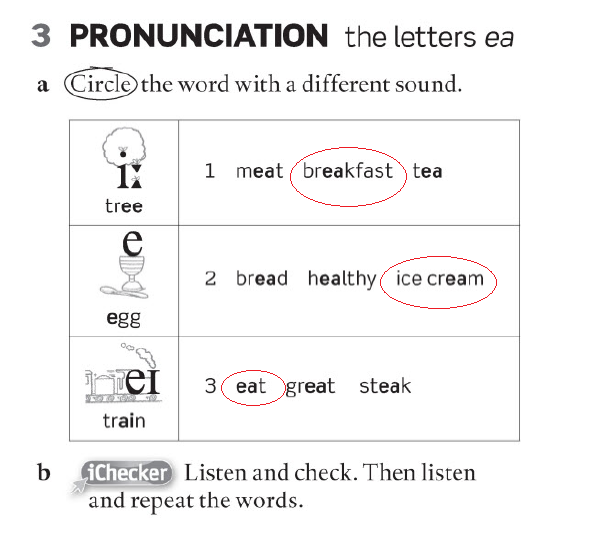 3 PRONUNCIATION the letters ea
a Circle the word with a different sound.
iː
tree
1 meat breakfast tea
e
egg
2 bread healthy ice cream
eɪ
train
3 eat great steak
b iChecker Listen and check. Then listen
and repeat the words.